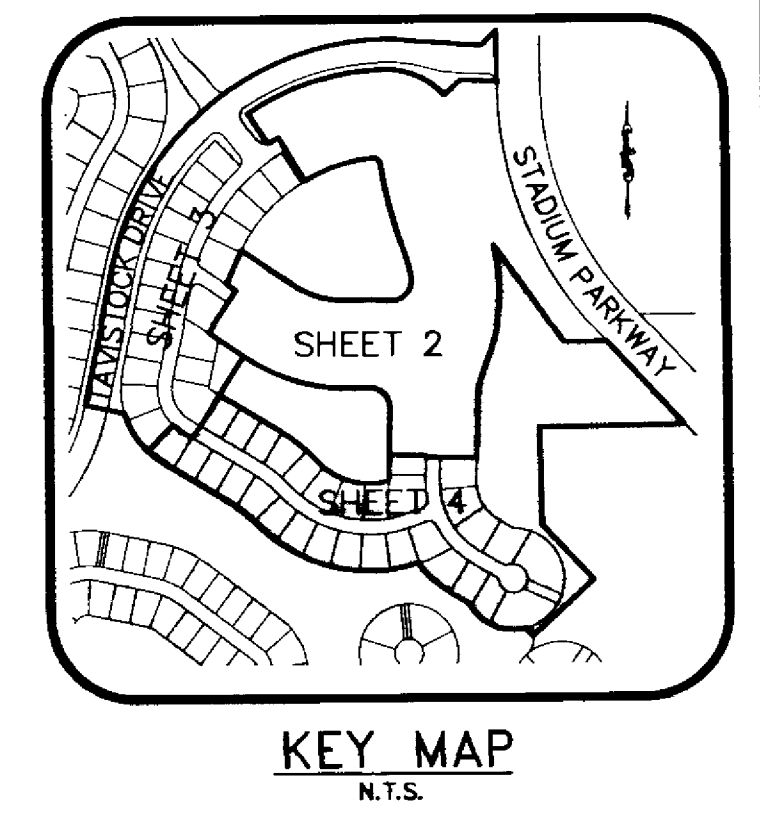 STADIUM PARKWAY
TAVISTOCK DRIVE
SHEET 3
SHEET 2
SHEET 4
KEY MAP
N.T.S.